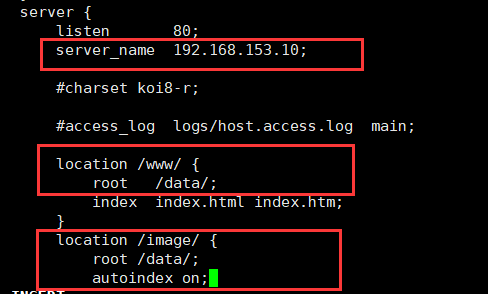 server {
listen 80;
server_name 192.168.153.10;
#charset koi8-r;
#access_log logs/host.access.log main;
location /www/ {
root /data/;
index index.html index.htm;
}
location /image/ {
root /data/;
autoindex on;